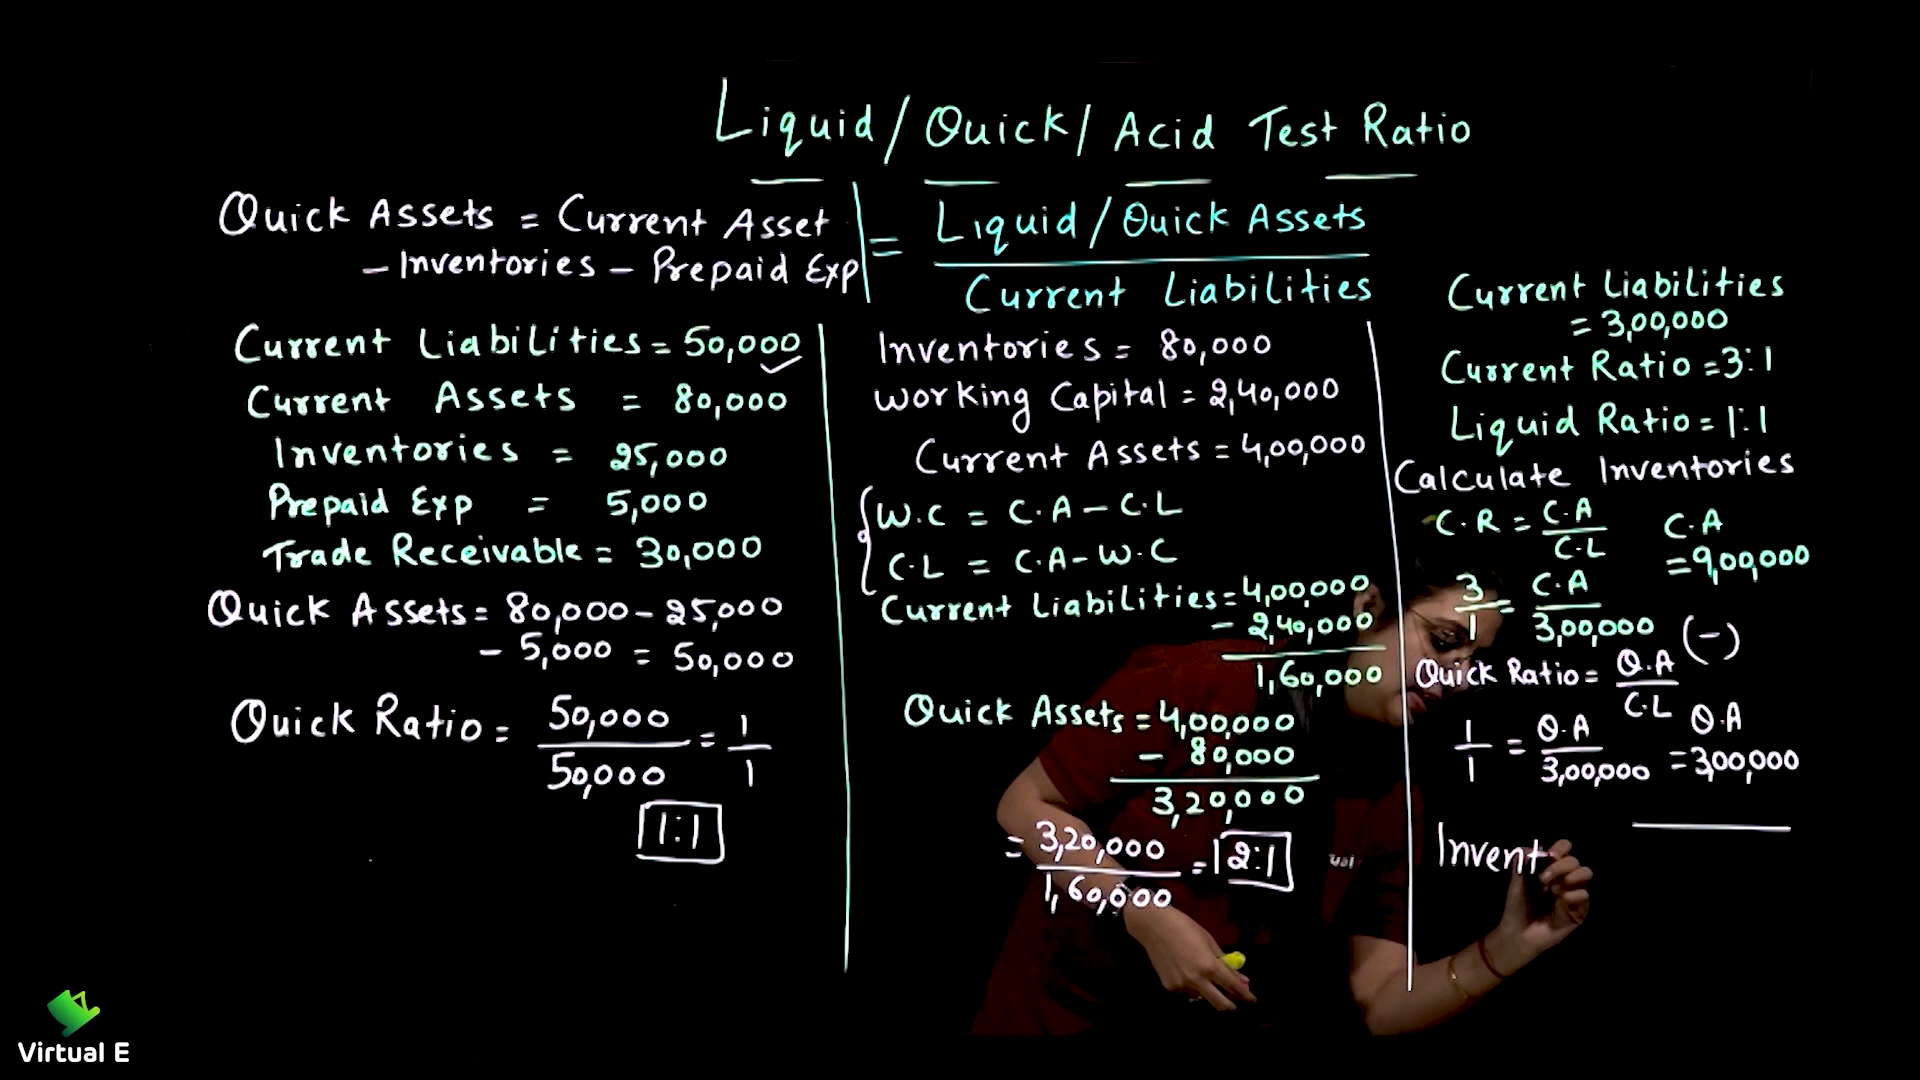 Liquid / Quick / Acid Test Ratio
Quick Assets = Current Asset
- Inventories - Prepaid Exp
= Liquid / Quick Assets
Current Liabilities
Current Liabilities = 50,000
Current Assets = 80,000
Inventories = 25,000
Prepaid Exp = 5,000
Trade Receivable = 30,000
Quick Assets = 80,000 - 25,000
- 5,000 = 50,000
Quick Ratio = 50,000 / 50,000 = 1 / 1
1:1
Inventories = 80,000
Working Capital = 2,40,000
Current Assets = 4,00,000
W.C = C.A - C.L
C.L = C.A - W.C
Current Liabilities = 4,00,000
- 2,40,000
1,60,000
Quick Assets = 4,00,000
- 80,000
3,20,000
= 3,20,000 / 1,60,000 = 2:1
Current Liabilities
= 3,00,000
Current Ratio = 3:1
Liquid Ratio = 1:1
Calculate Inventories
C.R = C.A / C.L
C.A
= 9,00,000
3 / 1 = C.A / 3,00,000
(-)
Quick Ratio = Q.A / C.L
1 / 1 = Q.A / 3,00,000
Q.A
= 3,00,000
Invent
Virtual E